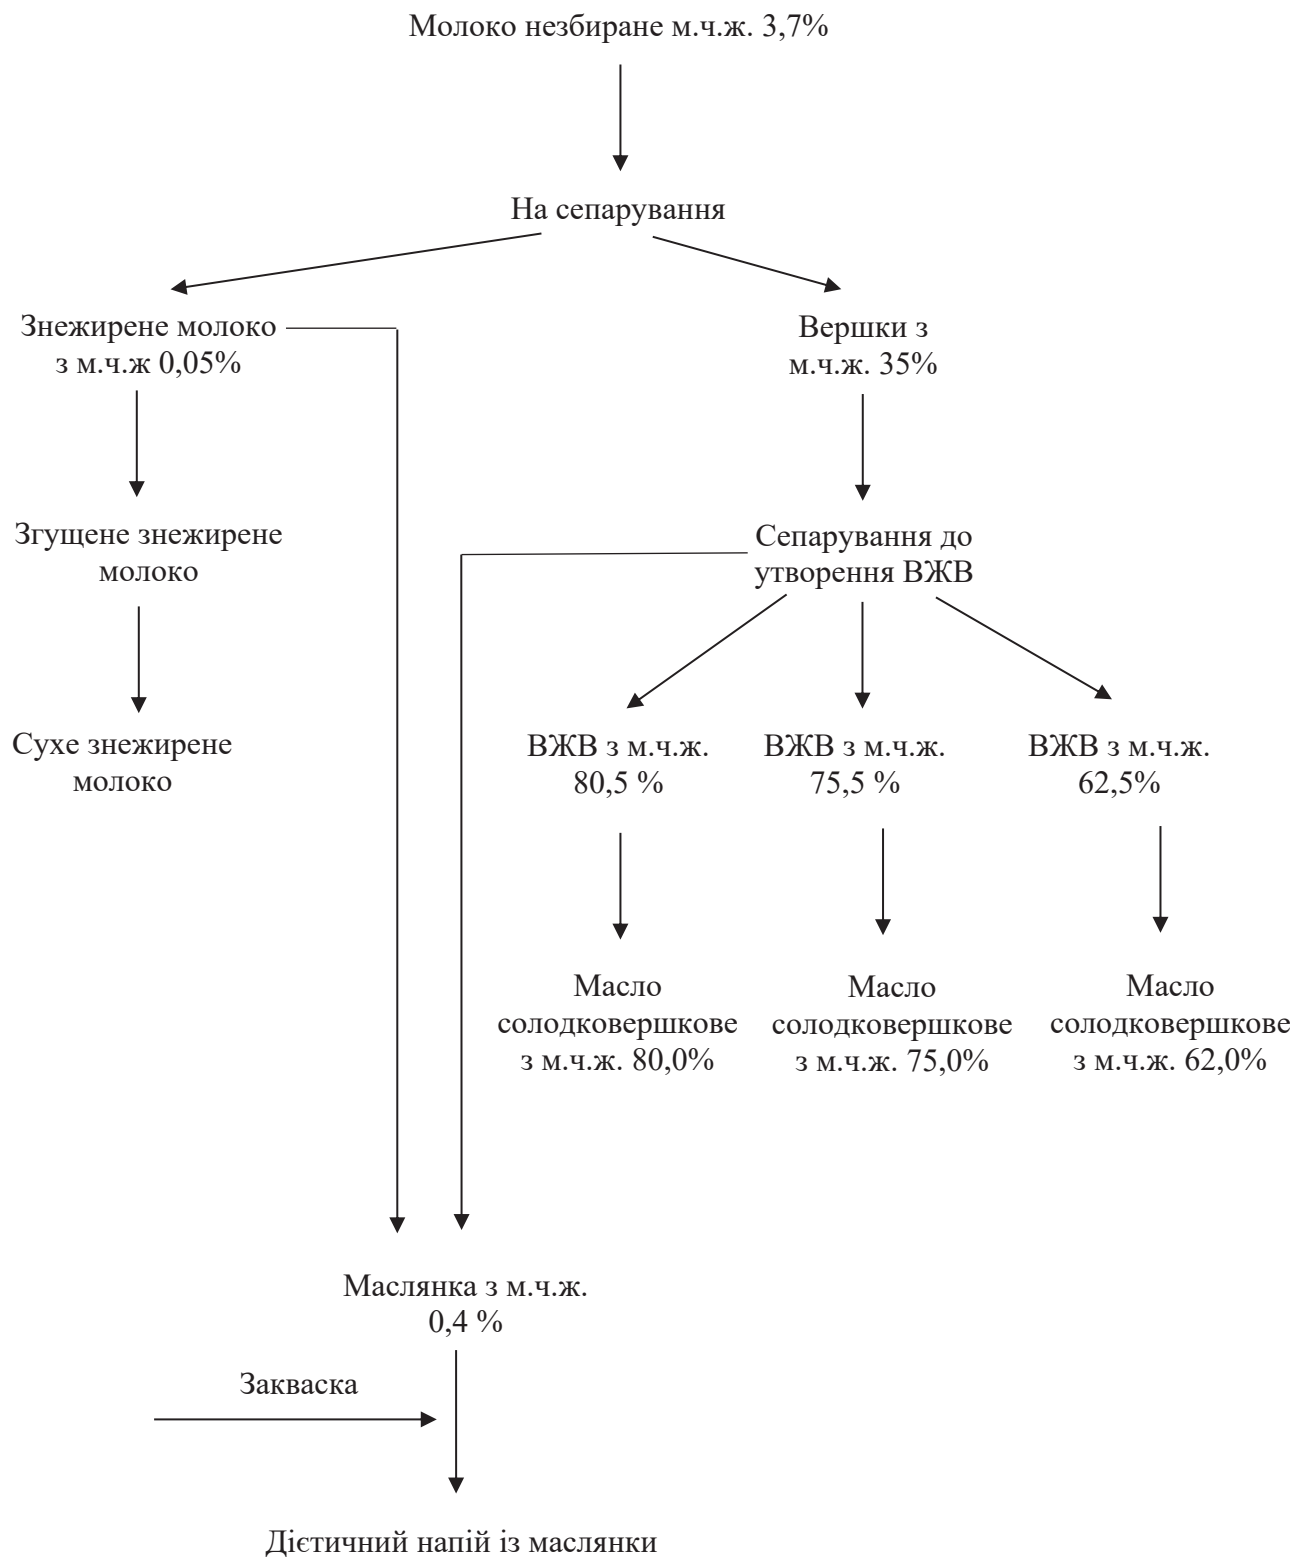 Молоко незбиране м.ч.ж. 3,7%
На сепарування
Знежирене молоко
з м.ч.ж 0,05%
Вершки з
м.ч.ж. 35%
Згущене знежирене
молоко
Сепарування до
утворення ВЖВ
Сухе знежирене
молоко
ВЖВ з м.ч.ж.
80,5 %
ВЖВ з м.ч.ж.
75,5 %
ВЖВ з м.ч.ж.
62,5%
Масло
солодковершкове
з м.ч.ж. 80,0%
Масло
солодковершкове
з м.ч.ж. 75,0%
Масло
солодковершкове
з м.ч.ж. 62,0%
Маслянка з м.ч.ж.
0,4 %
Закваска
Дієтичний напій із маслянки